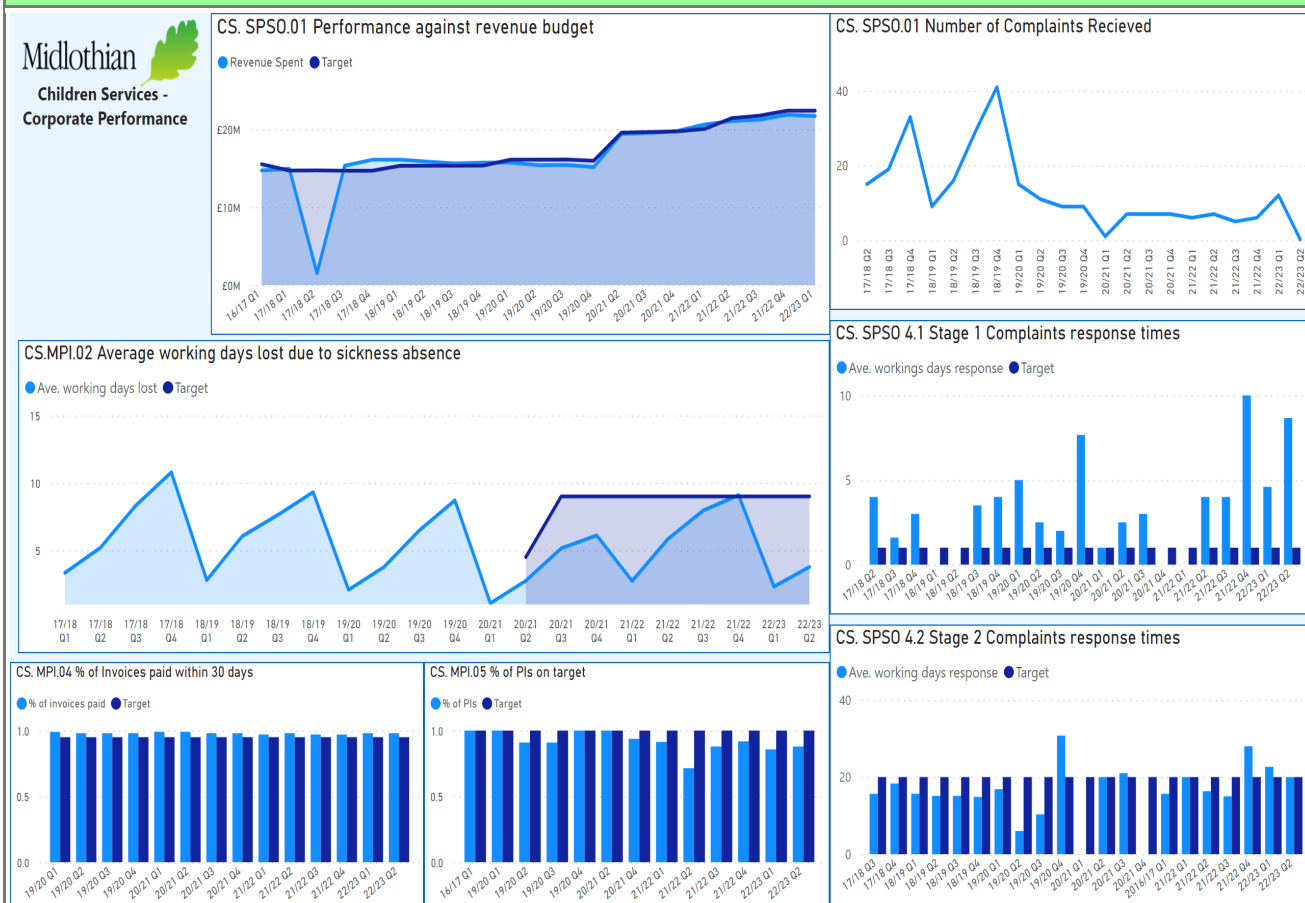 Midlothian
Children Services -
Corporate Performance
CS. SPSO.01 Performance against revenue budget
Revenue Spent Target
£20M
£10M
£0M
16/17 Q1 17/18 Q1 17/18 Q2 17/18 Q3 17/18 Q4 18/19 Q1 18/19 Q2 18/19 Q3 18/19 Q4 19/20 Q1 19/20 Q2 19/20 Q3 19/20 Q4 20/21 Q2 20/21 Q3 20/21 Q4 21/22 Q1 21/22 Q2 21/22 Q3 21/22 Q4 22/23 Q1
CS. SPSO.01 Number of Complaints Recieved
40
20
0
17/18 Q2 17/18 Q3 17/18 Q4 18/19 Q1 18/19 Q2 18/19 Q3 18/19 Q4 19/20 Q1 19/20 Q2 19/20 Q3 19/20 Q4 20/21 Q1 20/21 Q2 20/21 Q3 20/21 Q4 21/22 Q1 21/22 Q2 21/22 Q3 21/22 Q4 22/23 Q1 22/23 Q2
CS.MPI.02 Average working days lost due to sickness absence
Ave. working days lost Target
15
10
5
17/18 17/18 17/18 17/18 18/19 18/19 18/19 18/19 19/20 19/20 19/20 19/20 20/21 20/21 20/21 20/21 21/22 21/22 21/22 21/22 22/23 22/23
Q1 Q2 Q3 Q4 Q1 Q2 Q3 Q4 Q1 Q2 Q3 Q4 Q1 Q2 Q3 Q4 Q1 Q2 Q3 Q4 Q1 Q2
CS. SPSO 4.1 Stage 1 Complaints response times
Ave. workings days response Target
10
5
0
17/18 Q2 17/18 Q3 17/18 Q4 18/19 Q1 18/19 Q2 18/19 Q3 18/19 Q4 19/20 Q1 19/20 Q2 19/20 Q3 19/20 Q4 20/21 Q1 20/21 Q2 20/21 Q3 20/21 Q4 21/22 Q1 21/22 Q2 21/22 Q3 21/22 Q4 22/23 Q1 22/23 Q2
CS. MPI.04 % of Invoices paid within 30 days
% of invoices paid Target
1.0
0.5
0.0
19/20 Q1 19/20 Q2 19/20 Q3 19/20 Q4 20/21 Q1 20/21 Q2 20/21 Q3 20/21 Q4 21/22 Q1 21/22 Q2 21/22 Q3 21/22 Q4 22/23 Q1 22/23 Q2
CS. MPI.05 % of PIs on target
% of PIs Target
1.0
0.5
0.0
16/17 Q1 19/20 Q1 19/20 Q2 19/20 Q3 19/20 Q4 20/21 Q2 20/21 Q4 21/22 Q1 21/22 Q2 21/22 Q3 21/22 Q4 22/23 Q1 22/23 Q2
CS. SPSO 4.2 Stage 2 Complaints response times
Ave. working days response Target
40
20
0
17/18 Q3 17/18 Q4 18/19 Q1 18/19 Q2 18/19 Q3 18/19 Q4 19/20 Q1 19/20 Q2 19/20 Q3 19/20 Q4 20/21 Q1 20/21 Q2 20/21 Q3 20/21 Q4 2016/17 Q1 21/22 Q1 21/22 Q2 21/22 Q3 21/22 Q4 22/23 Q1 22/23 Q2